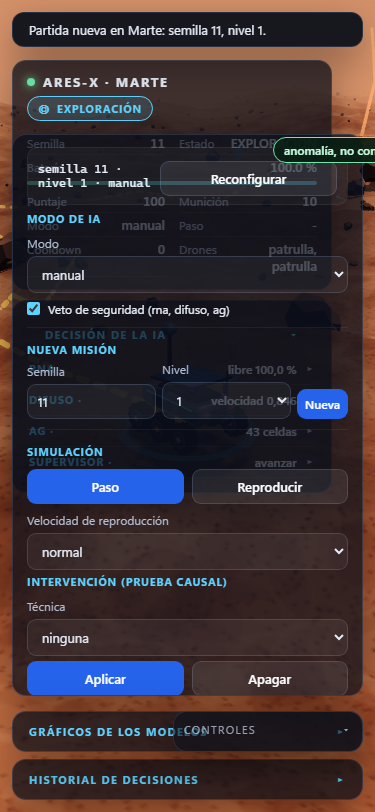 Partida nueva en Marte: semilla 11, nivel 1.
ARES-X · MARTE
EXPLORACIÓN
Semilla 11 Estado EXPLOR
anomalía, no con
semilla 11 ·
nivel 1 · manual
Reconfigurar
100.0 %
Puntaje 100 Munición 10
Modo manual Paso -
Cooldown 0 Drones patrulla,
patrulla
MODO DE IA
Modo
manual
Veto de seguridad (rna, difuso, ag)
DECISIÓN DE LA IA -
NUEVA MISIÓN
Semilla
Nivel
libre 100,0 %
11
1
velocidad
Nueva
AG · 43 celdas
SIMULACIÓN
SUPERVISOR · avanzar
Paso
Reproducir
Velocidad de reproducción
normal
INTERVENCIÓN (PRUEBA CAUSAL)
Técnica
ninguna
Aplicar
Apagar
GRÁFICOS DE LOS MODELOS
CONTROLES
HISTORIAL DE DECISIONES